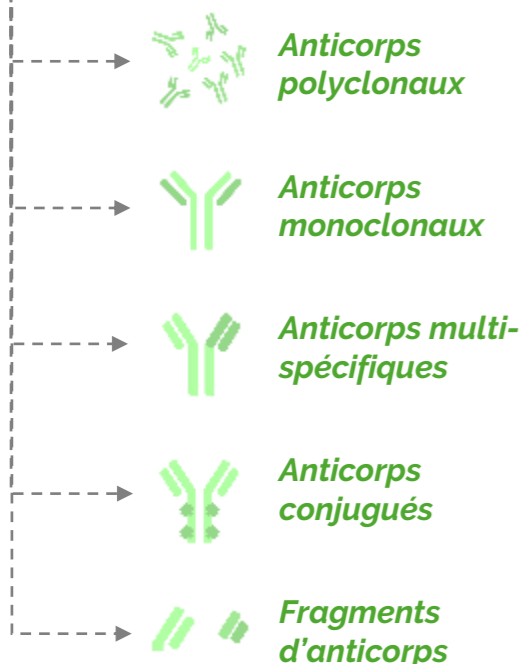 Anticorps
polyclonaux
Anticorps
monoclonaux
Anticorps multi-
spécifiques
Anticorps
conjugués
Fragments
d'anticorps